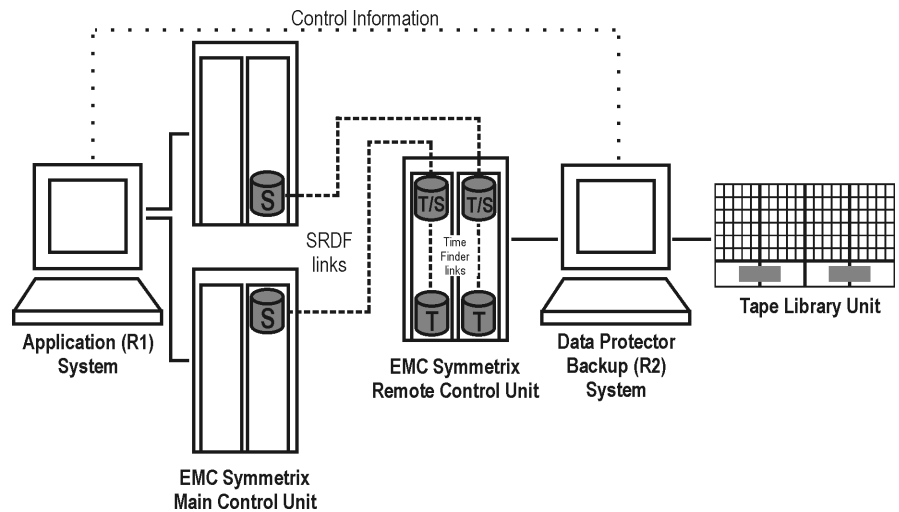 Control Information
S
T/S
T/S
SRDF
links
Time
Finder
links
S
T
T
Application (R1)
System
EMC Symmetrix
Remote Control Unit
Data Protector
Backup (R2)
System
Tape Library Unit
EMC Symmetrix
Main Control Unit